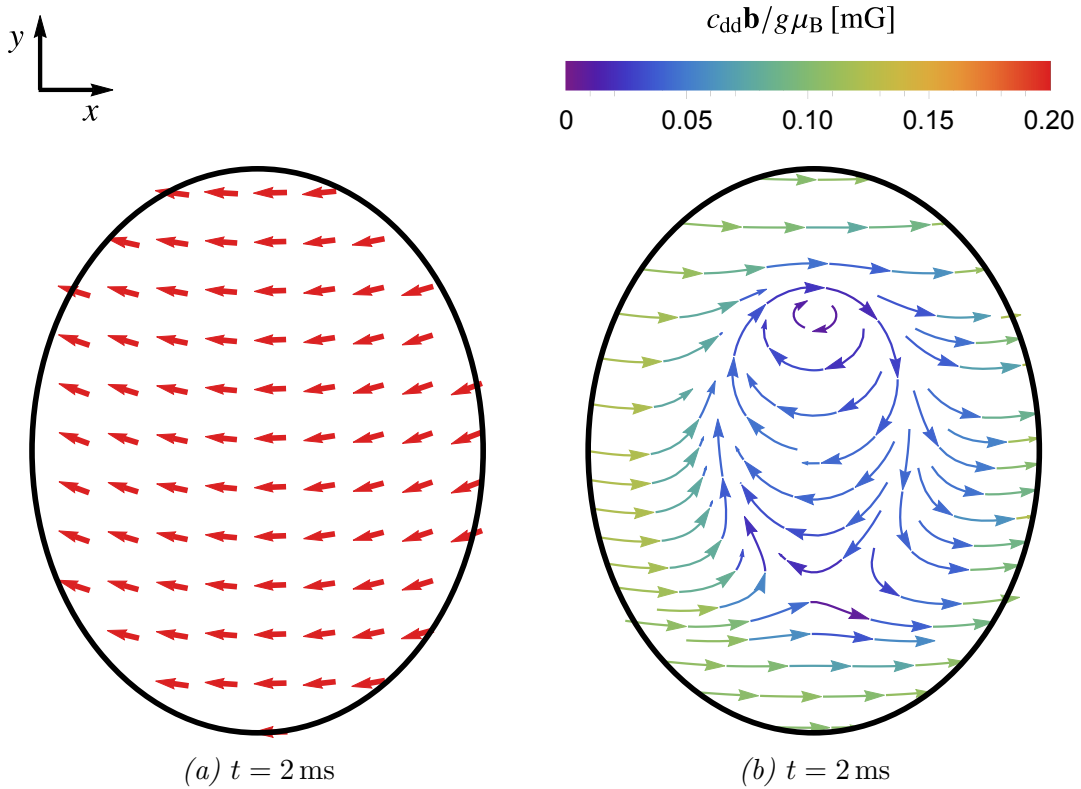 c_dd b/gμ_B [mG]
y
x
0 0.05 0.10 0.15 0.20
(a) t = 2 ms
(b) t = 2 ms